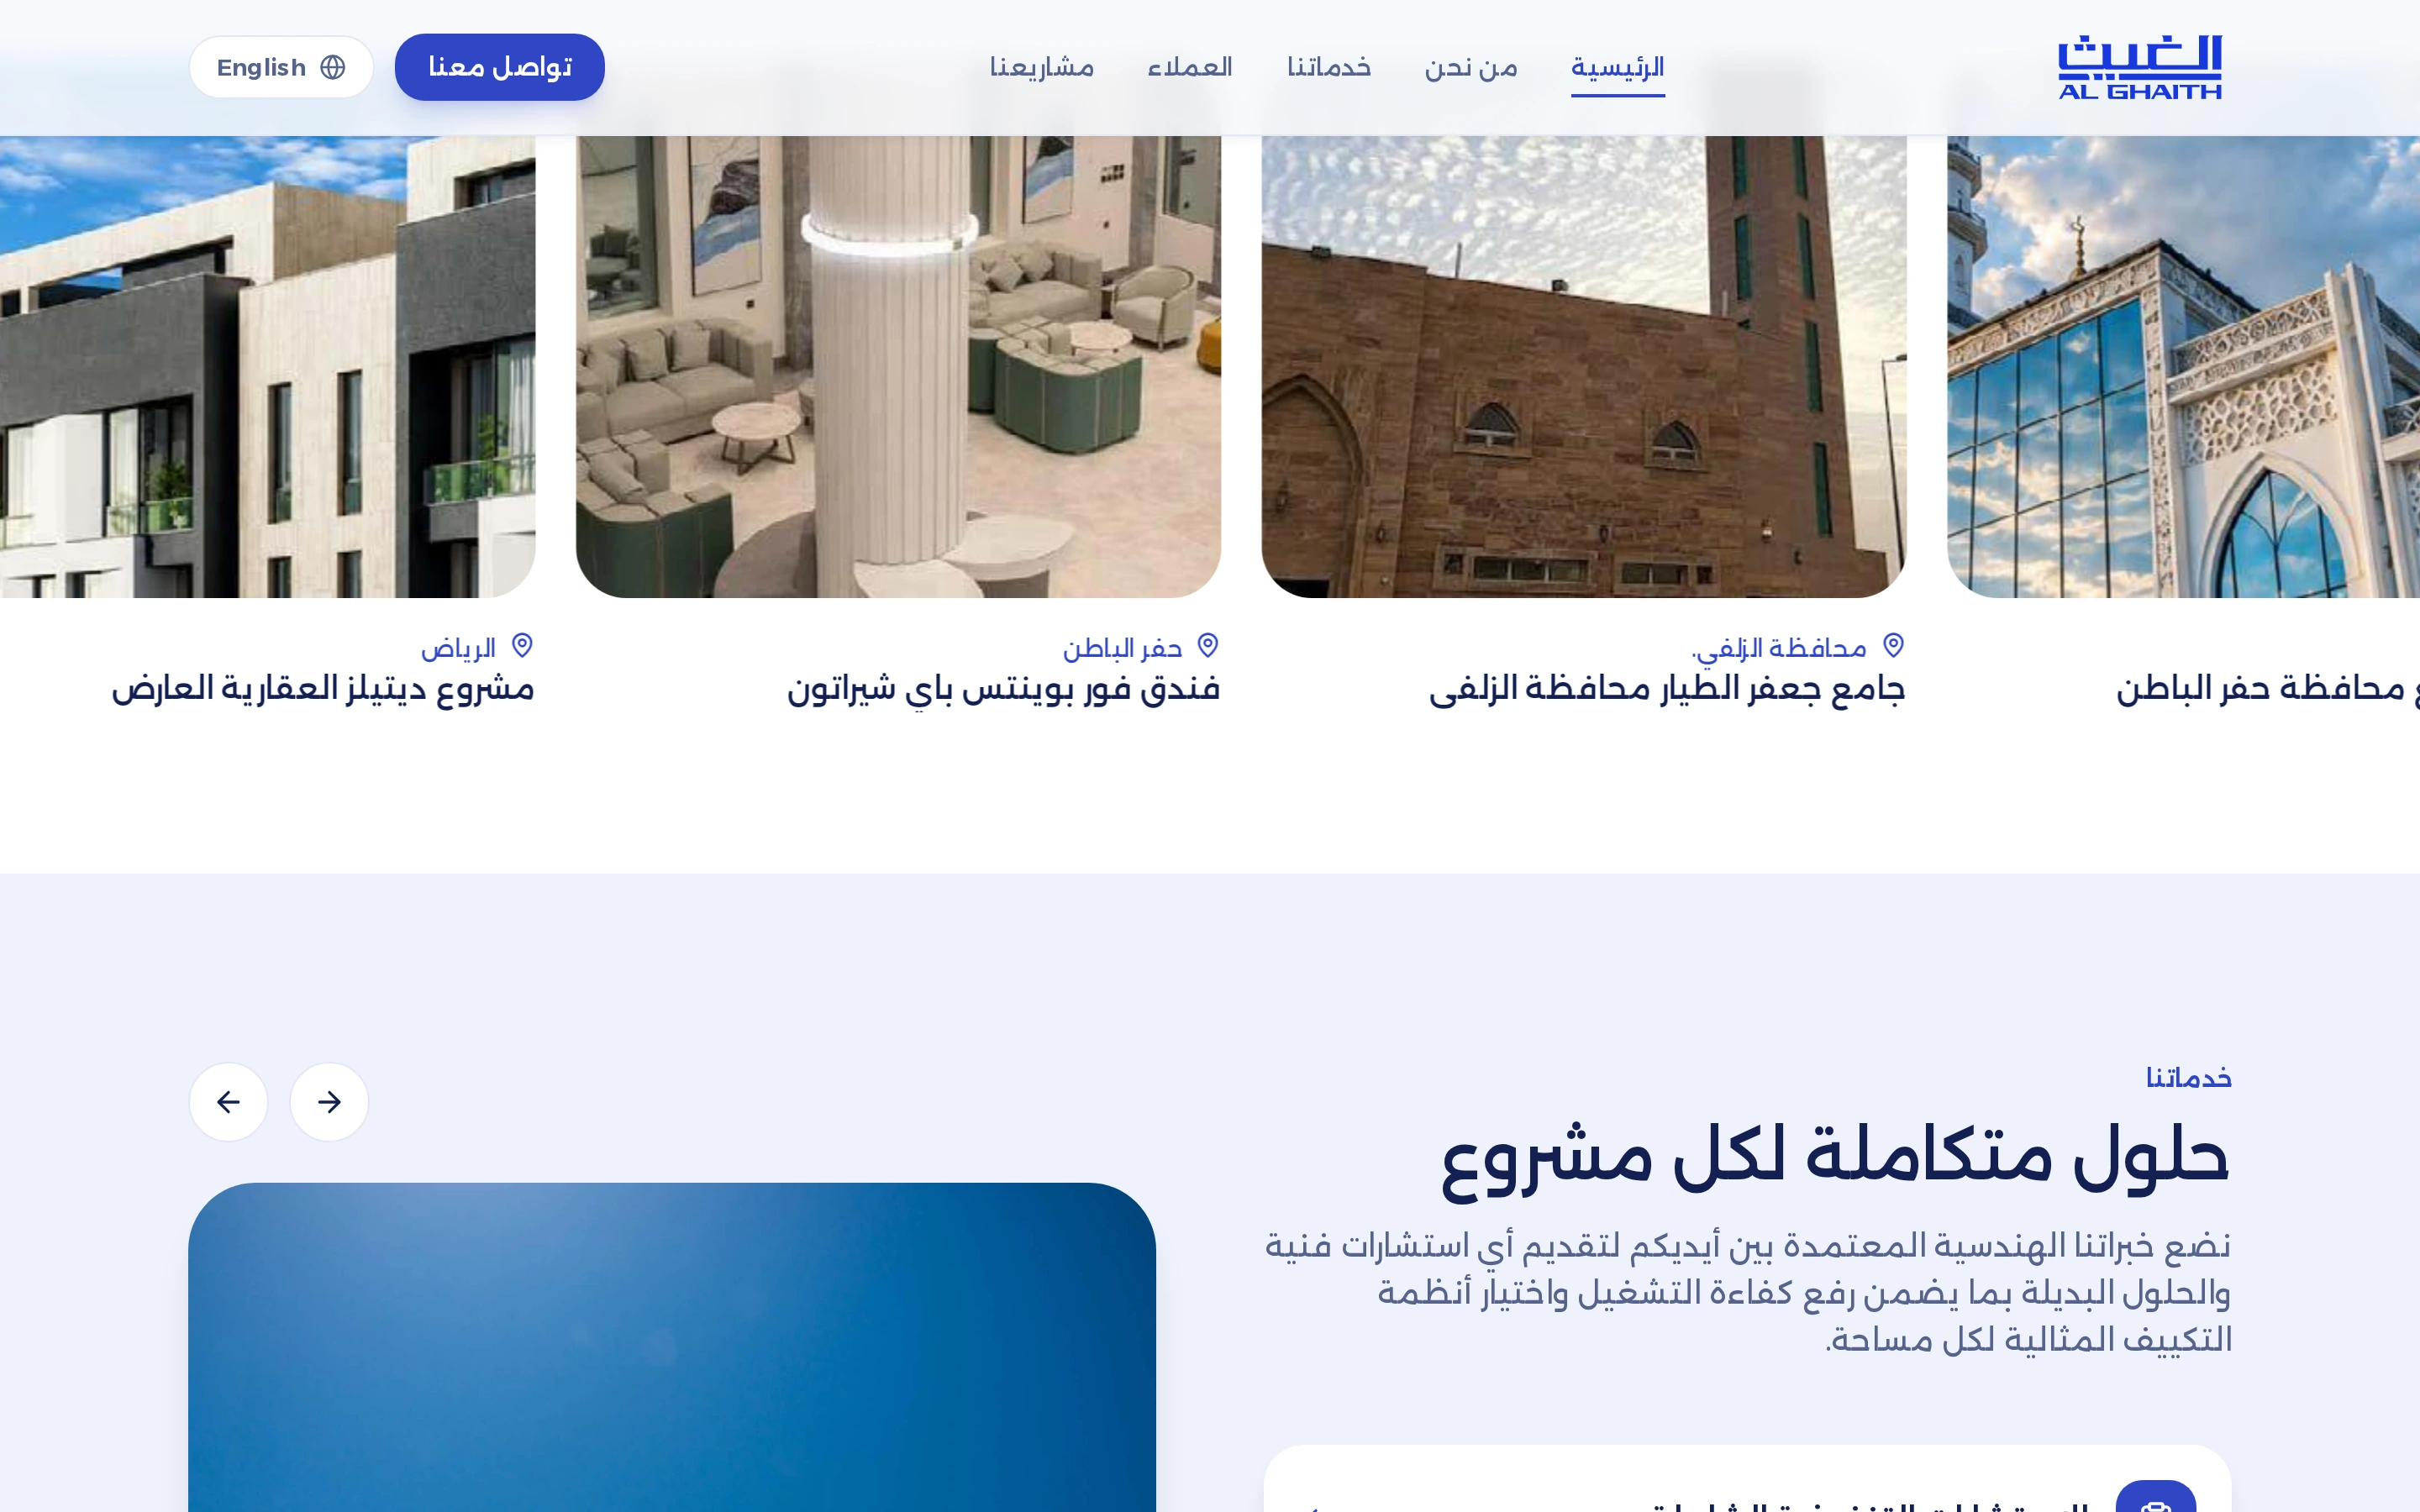 الغيث
AL GHAITH
الرئيسية
من نحن
خدماتنا
العملاء
مشاريعنا
تواصل معنا
English
محافظة حفر الباطن
محافظة الزلفي.
جامع جعفر الطيار محافظة الزلفى
حفر الباطن
فندق فور بوينتس باي شيراتون
الرياض
مشروع ديتيلز العقارية العارض
خدماتنا
حلول متكاملة لكل مشروع
نضع خبراتنا الهندسية المعتمدة بين أيديكم لتقديم أي استشارات فنية
والحلول البديلة بما يضمن رفع كفاءة التشغيل واختيار أنظمة
التكييف المثالية لكل مساحة.